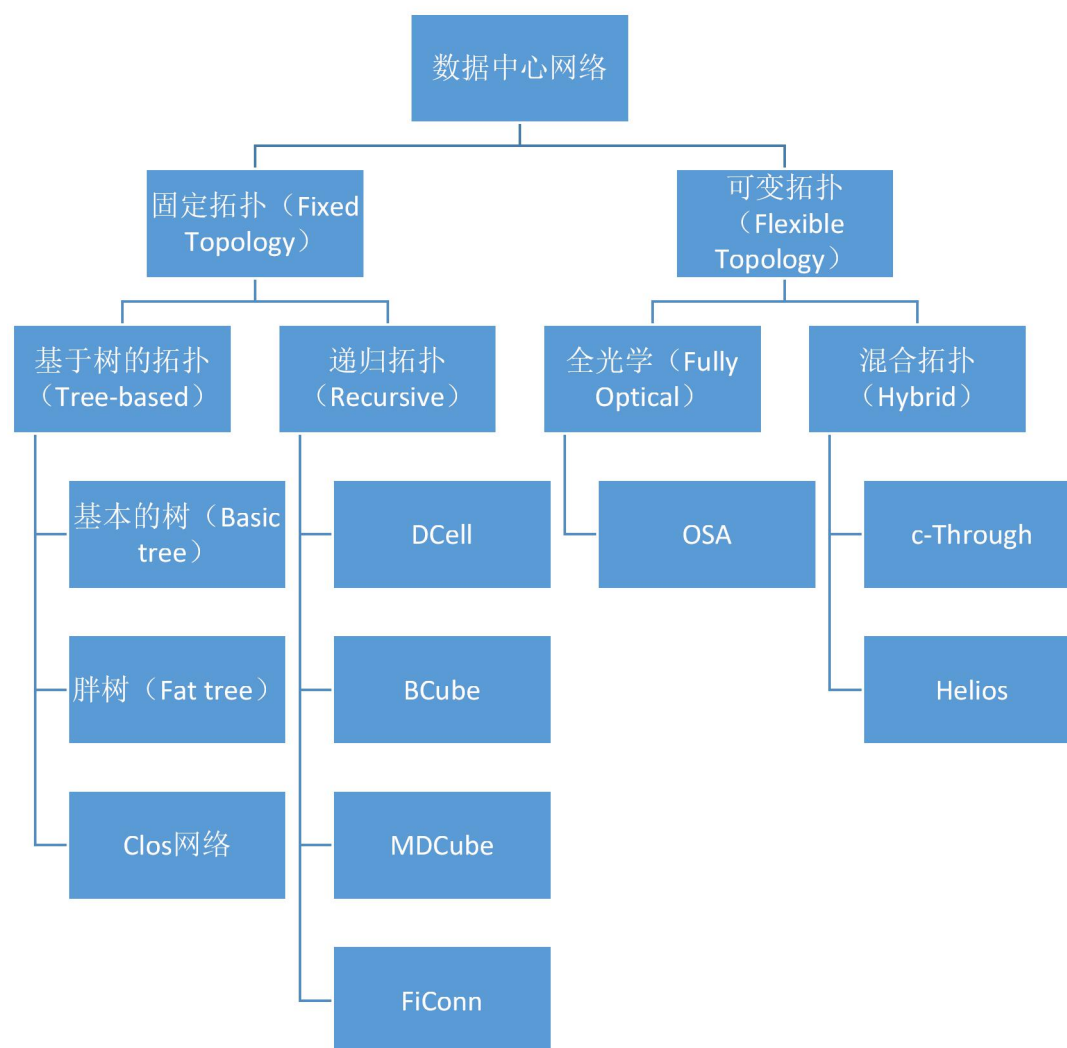 数据中心网络
固定拓扑（Fixed
Topology）
可变拓扑
（Flexible
Topology）
基于树的拓扑
（Tree-based）
递归拓扑
（Recursive）
全光学（Fully
Optical）
混合拓扑
（Hybrid）
基本的树（Basic
tree）
DCell
OSA
c-Through
胖树（Fat tree）
BCube
Helios
Clos网络
MDCube
FiConn